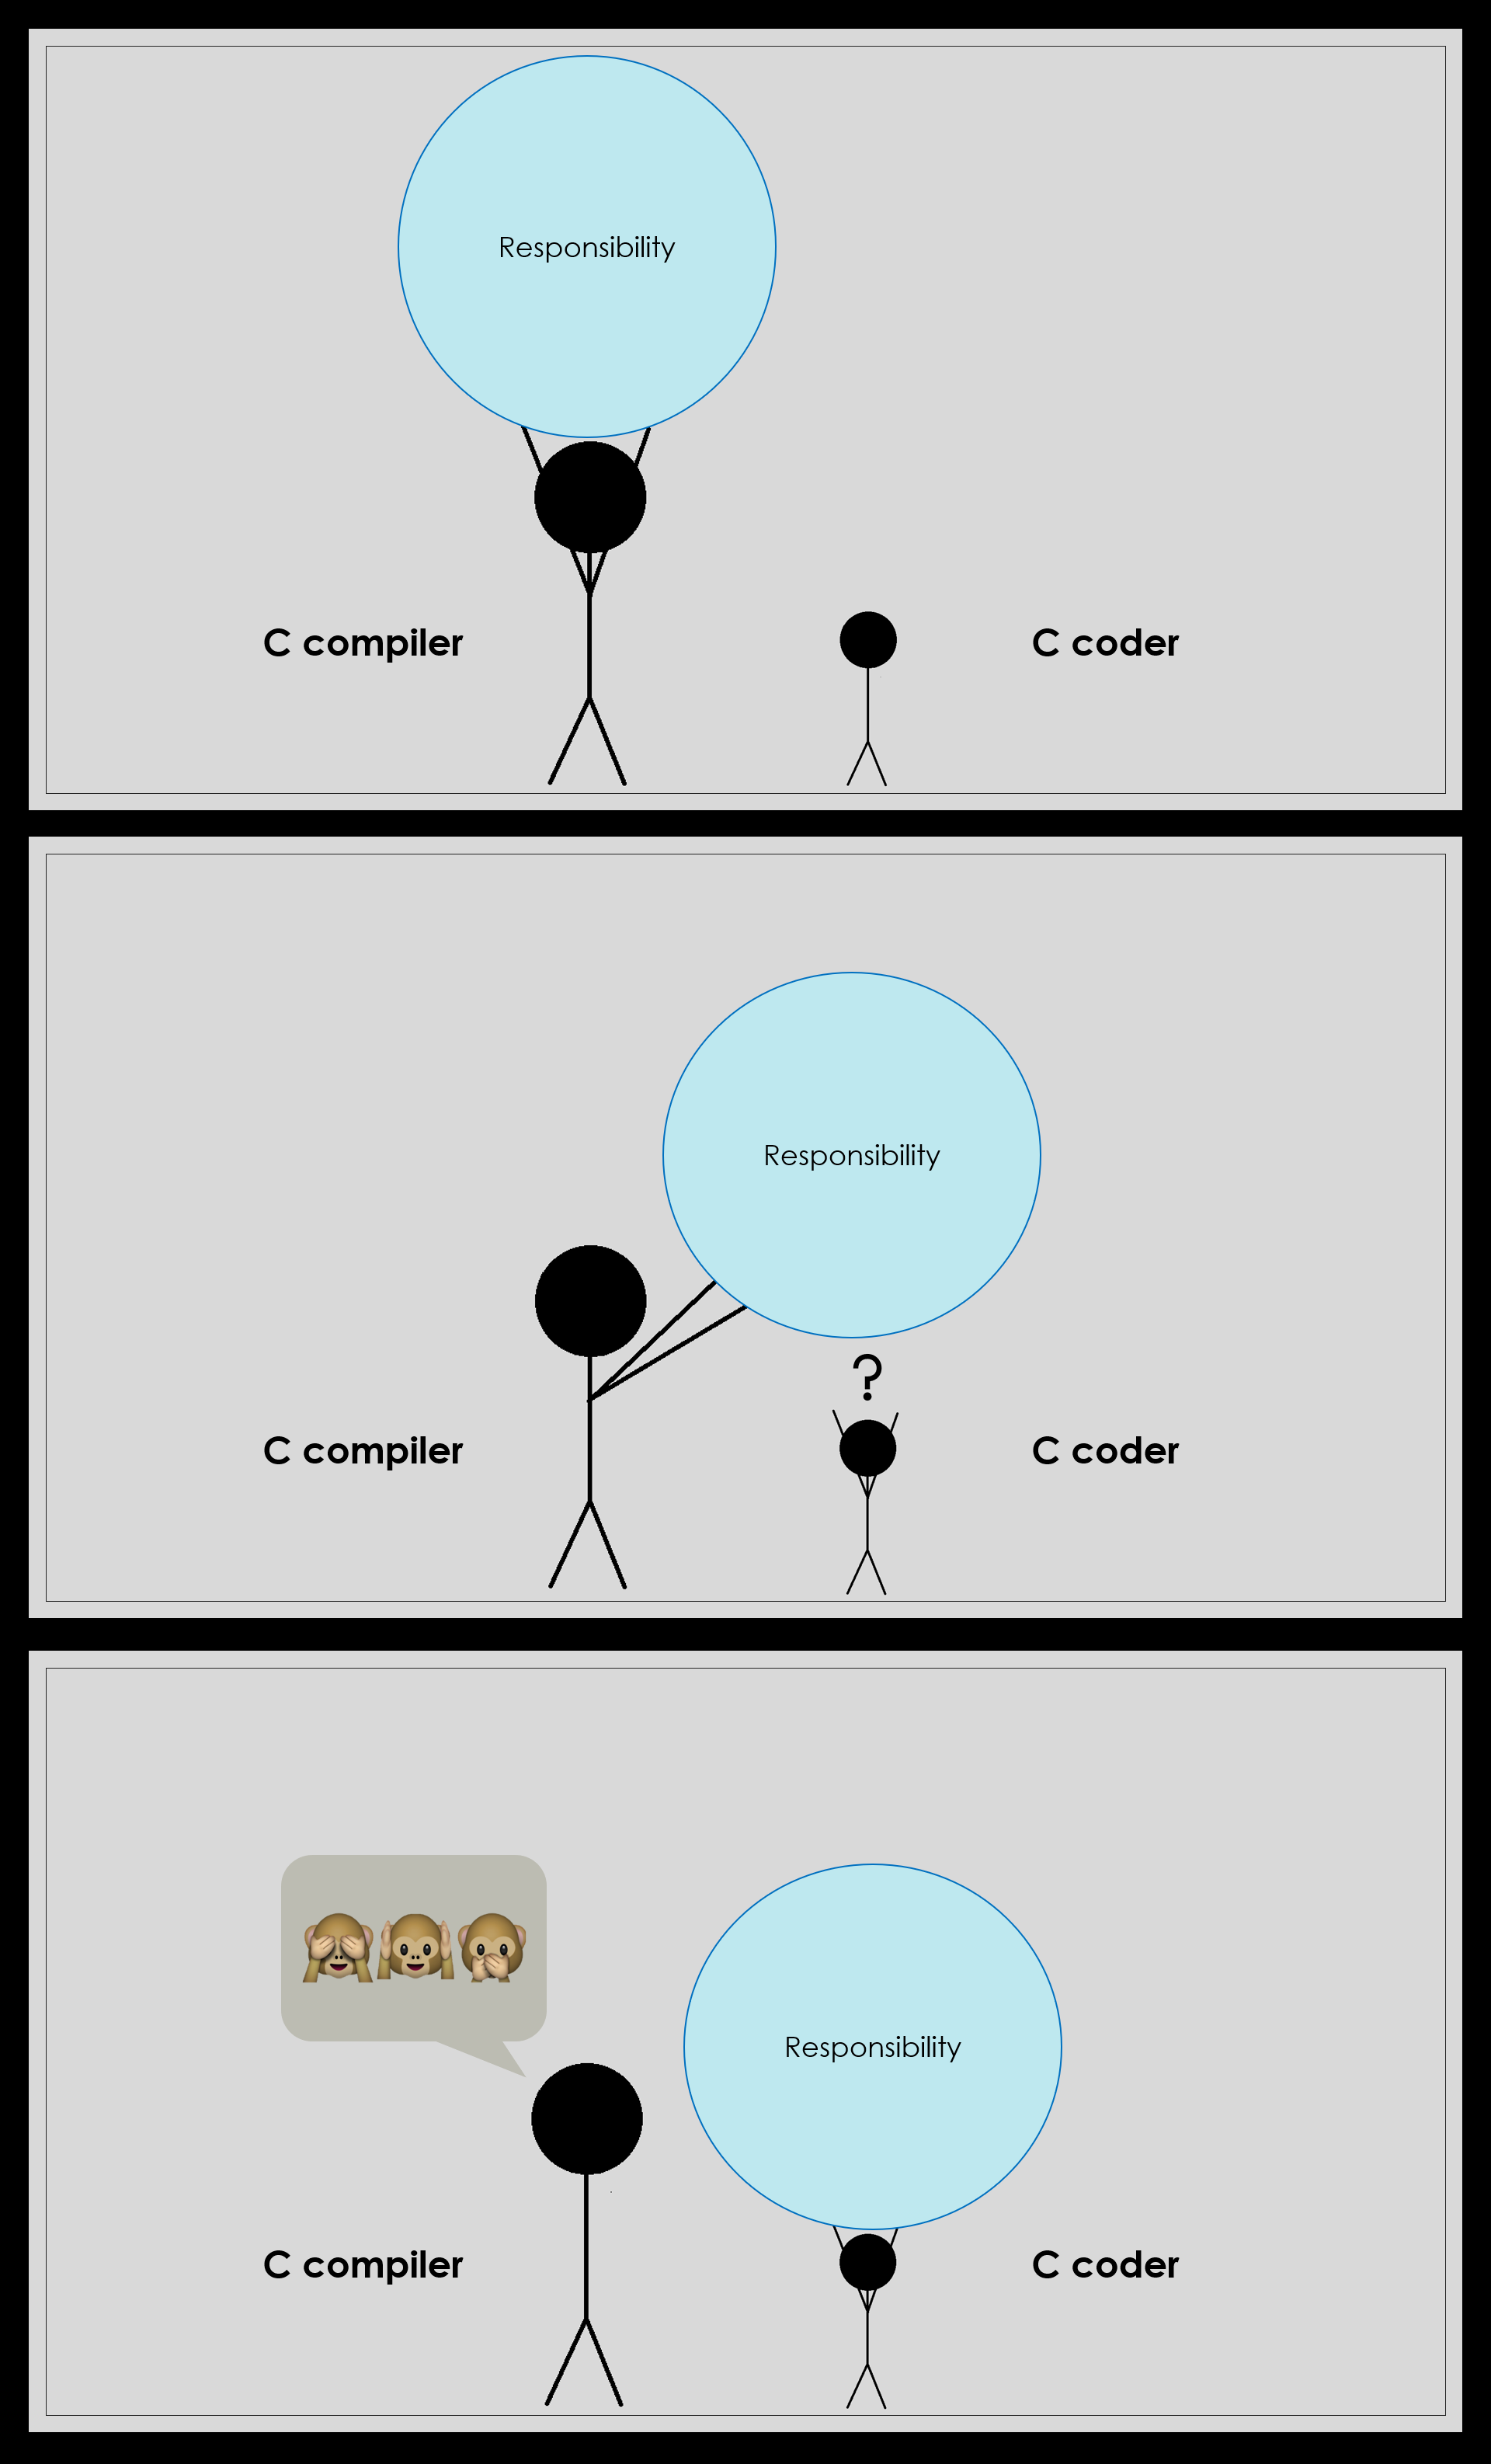 Responsibility
C compiler
C coder
Responsibility
?
C compiler
C coder
Responsibility
C compiler
C coder